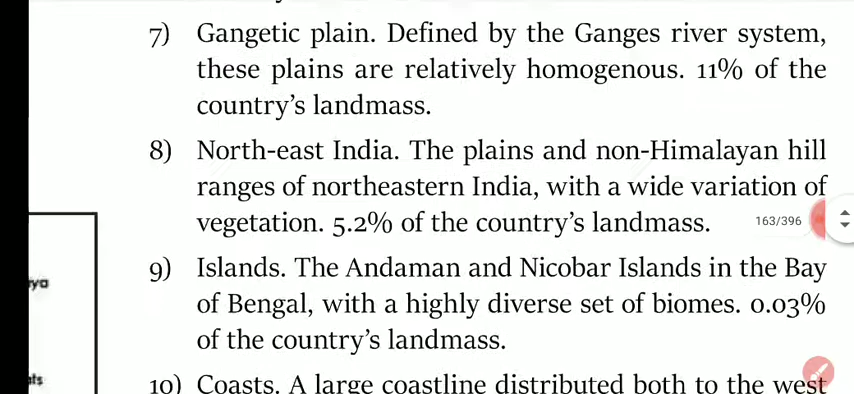 7) Gangetic plain. Defined by the Ganges river system,
these plains are relatively homogenous. 11% of the
country's landmass.
8) North-east India. The plains and non-Himalayan hill
ranges of northeastern India, with a wide variation of
vegetation. 5.2% of the country's landmass.
163/396
9) Islands. The Andaman and Nicobar Islands in the Bay
of Bengal, with a highly diverse set of biomes. 0.03%
of the country's landmass.
10) Coasts. A large coastline distributed both to the west